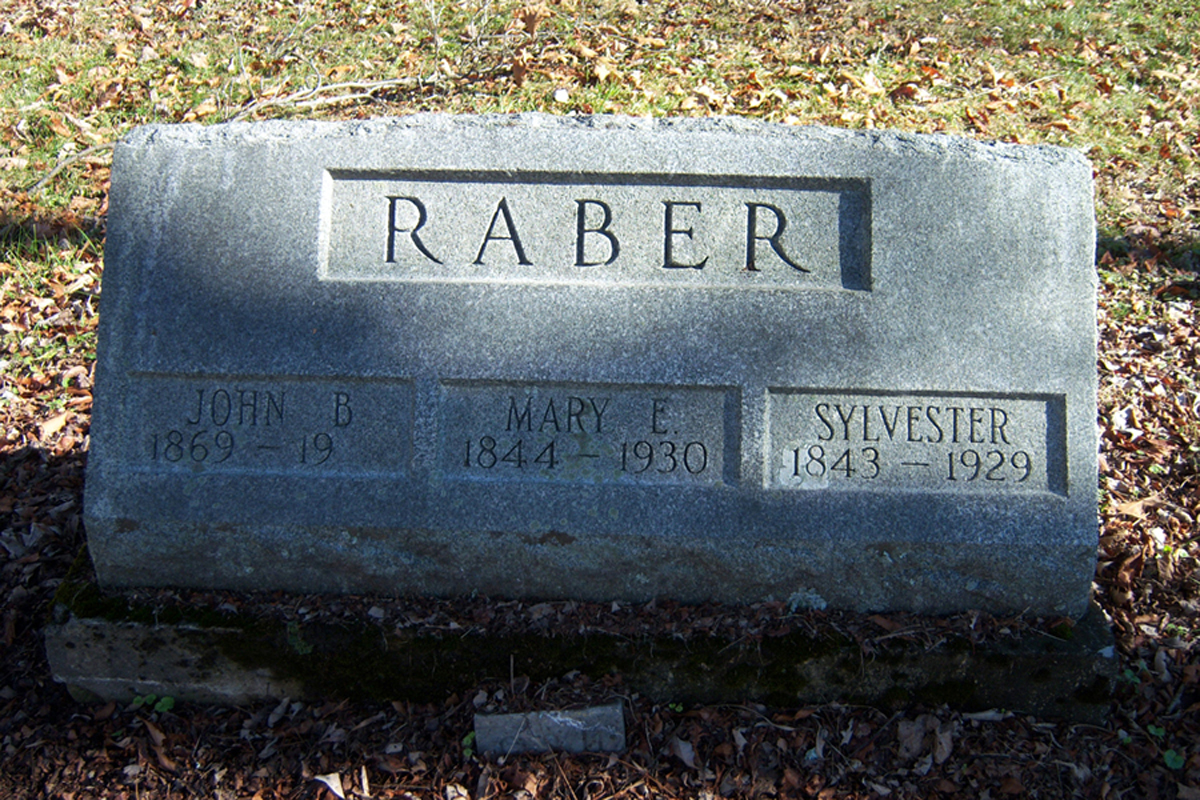 RABER
JOHN B
1869 – 19
MARY E.
1844 – 1930
SYLVESTER
1843 – 1929